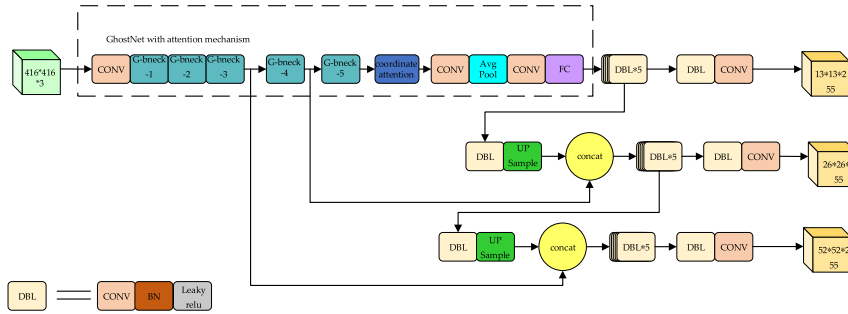 GhostNet with attention mechanism
416*416
*3
CONV
G-bneck
-1
G-bneck
-2
G-bneck
-3
G-bneck
-4
G-bneck
-5
coordinate
attention
CONV
Avg
Pool
CONV
FC
DBL*5
DBL
CONV
13*13*2
55
DBL
UP
Sample
concat
DBL*5
DBL
CONV
26*26*
55
DBL
UP
Sample
concat
DBL*5
DBL
CONV
52*52*2
55
DBL
CONV
BN
Leaky
relu